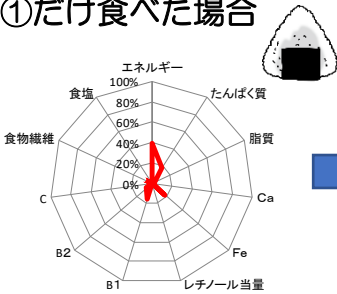 ①だけ食べた場合
エネルギー
100%
80%
60%
40%
20%
0%
たんぱく質
脂質
Ca
Fe
レチノール当量
B1
B2
C
食物繊維
食塩